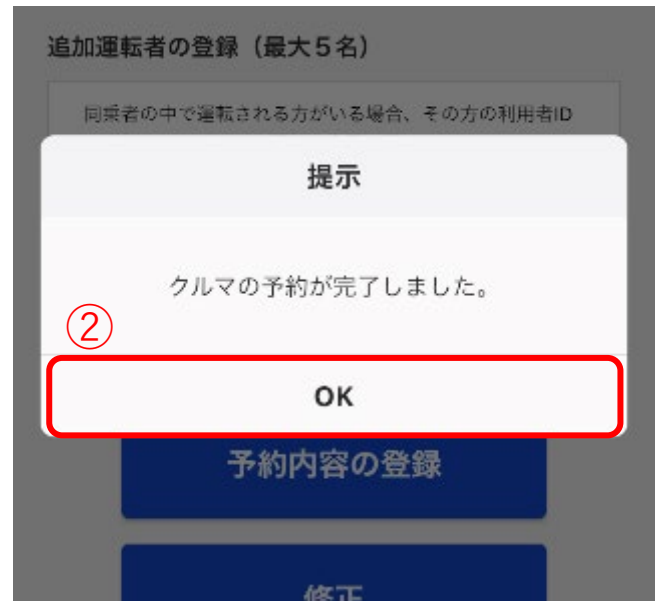 追加運転者の登録（最大５名）
同乗者の中で運転される方がいる場合、その方の利用者ID
提示
クルマの予約が完了しました。
②
OK
予約内容の登録
修正